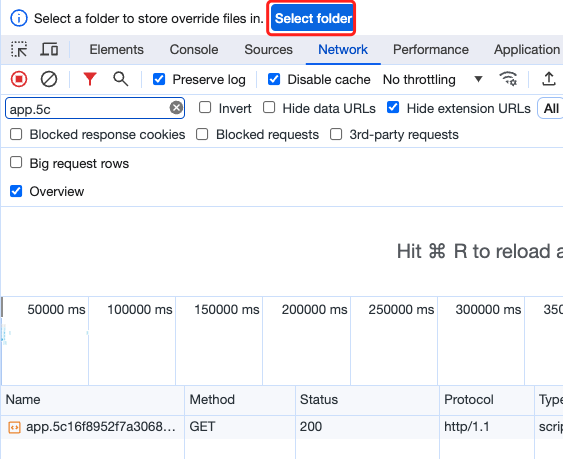 Select a folder to store override files in. Select folder
Elements Console Sources Network Performance Application
Preserve log Disable cache No throttling
app.5c Invert Hide data URLs Hide extension URLs All
Blocked response cookies Blocked requests 3rd-party requests
Big request rows
Overview
Hit ⌘ R to reload a
50000 ms 100000 ms 150000 ms 200000 ms 250000 ms 300000 ms 350
Name Method Status Protocol Type
app.5c16f8952f7a3068... GET 200 http/1.1 scrip